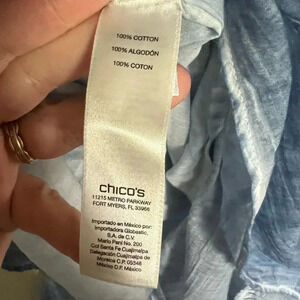 100% COTTON
100% ALGODÓN
100% COTON
chico's
11215 METRO PARKWAY
FORT MYERS, FL 33966
Importado en México por:
Importadora Globastic,
S.A. de C.V.
Mario Pani No. 200
Col Santa Fe Cuajimalpa
Delegación Cuajimalpa de
Morelos C.P. 05348
México D.F. México